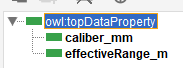 owl:topDataProperty
caliber_mm
effectiveRange_m